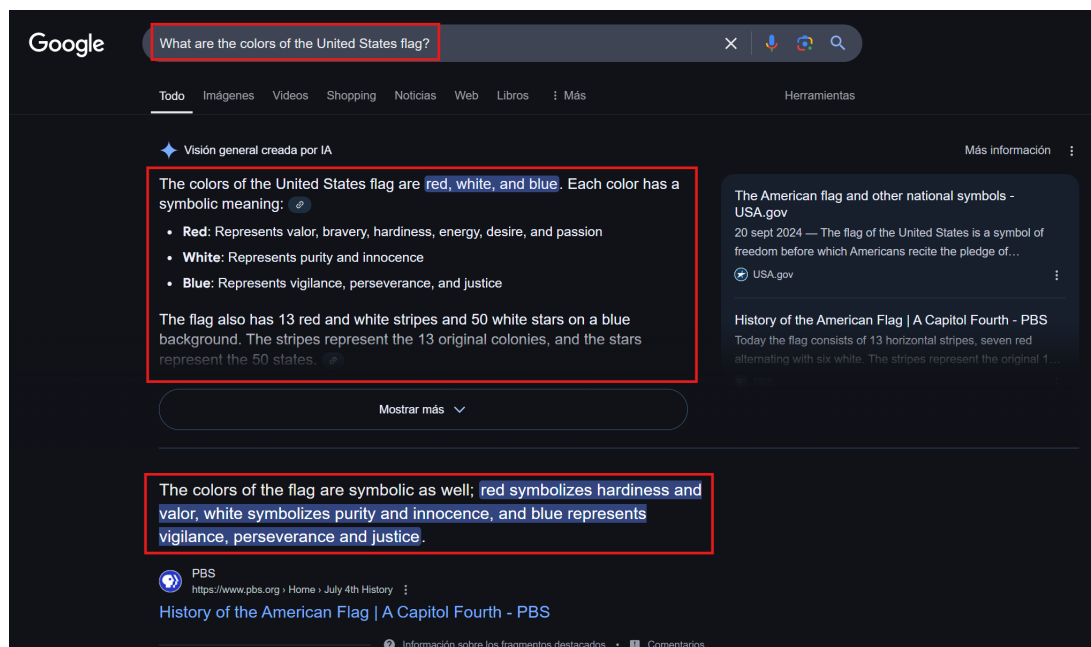 Google
What are the colors of the United States flag?
Todo Imágenes Videos Shopping Noticias Web Libros Más Herramientas
Visión general creada por IA
Más información
The colors of the United States flag are red, white, and blue. Each color has a
symbolic meaning:
• Red: Represents valor, bravery, hardiness, energy, desire, and passion
• White: Represents purity and innocence
• Blue: Represents vigilance, perseverance, and justice
The flag also has 13 red and white stripes and 50 white stars on a blue
background. The stripes represent the 13 original colonies, and the stars
represent the 50 states.
Mostrar más
The American flag and other national symbols -
USA.gov
20 sept 2024 — The flag of the United States is a symbol of
freedom before which Americans recite the pledge of…
USA.gov
History of the American Flag | A Capitol Fourth - PBS
Today the flag consists of 13 horizontal stripes, seven red
alternating with six white. The stripes represent the original 1…
The colors of the flag are symbolic as well; red symbolizes hardiness and
valor, white symbolizes purity and innocence, and blue represents
vigilance, perseverance and justice.
PBS
https://www.pbs.org › Home › July 4th History
History of the American Flag | A Capitol Fourth - PBS
Información sobre los fragmentos destacados • Comentarios